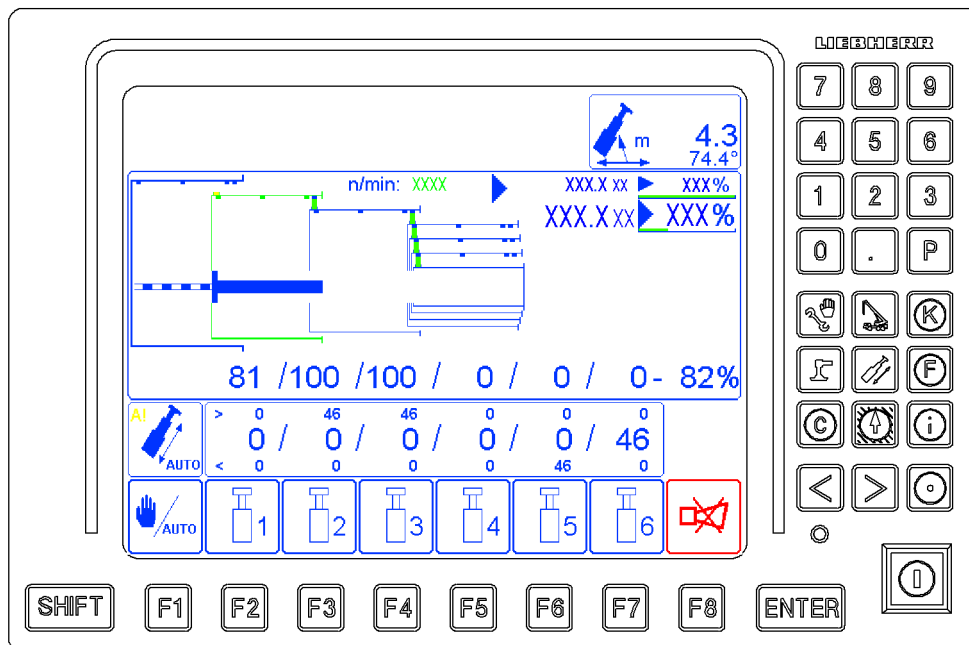 LIEBHERR
7 8 9
m 4.3
74.4°
4 5 6
n/min: XXXX XXX.X XX XXX%
XXX.X XX XXX%
1 2 3
0 . P
K
F
81 /100 /100 / 0 / 0 / 0- 82%
C i
A!
AUTO
> 0 46 46 0 0 0
0 / 0 / 0 / 0 / 0 / 46
< 0 0 0 0 46 0
< >
/AUTO 1 2 3 4 5 6
SHIFT F1 F2 F3 F4 F5 F6 F7 F8 ENTER